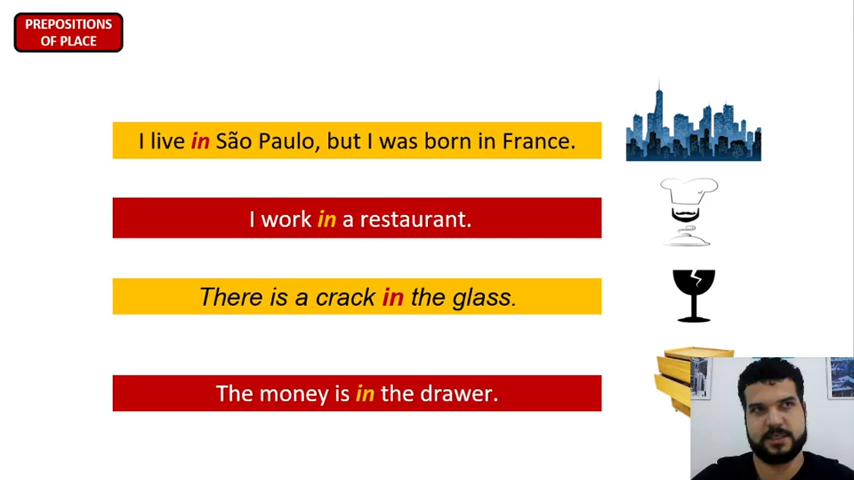 PREPOSITIONS
OF PLACE
I live in São Paulo, but I was born in France.
I work in a restaurant.
There is a crack in the glass.
The money is in the drawer.